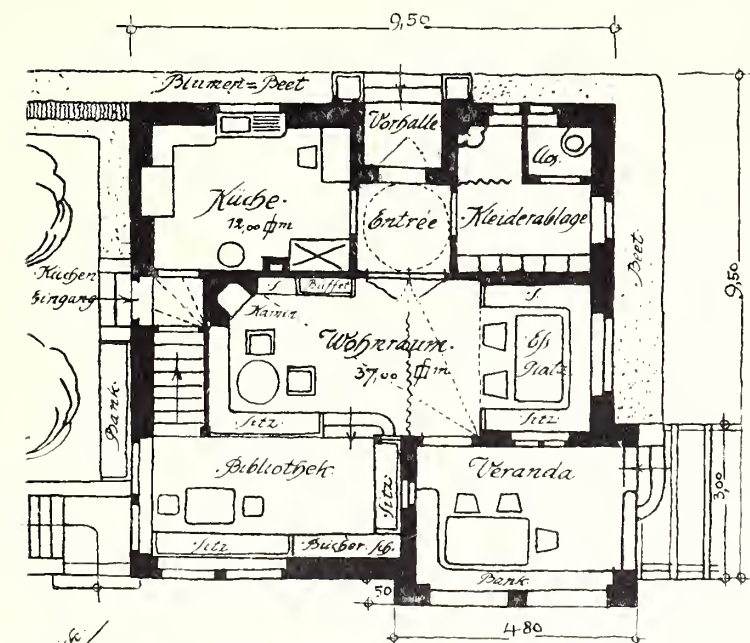 9,50
Blumen=Beet
Vorhalle
Clos.
Küche.
12,00 qm
Entrée
Kleiderablage
Beet.
9,50
Küchen
Eingang
S.
Buffet
S.
Kamin
Wohnraum.
37,00 qm
Eß
Platz
Bank.
Sitz
Sitz
Bibliothek
Sitz
Veranda
3,00
Sitz
Bücher. Sch.
Bank.
50
4 80